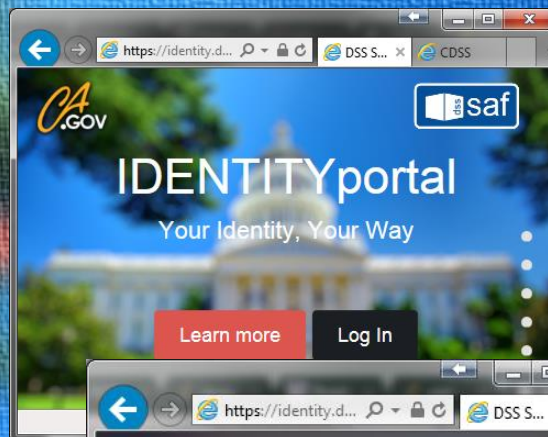 https://identity.d... DSS S... CDSS
CA
.GOV
dss saf
IDENTITYportal
Your Identity, Your Way
Learn more Log In
https://identity.d... DSS S...